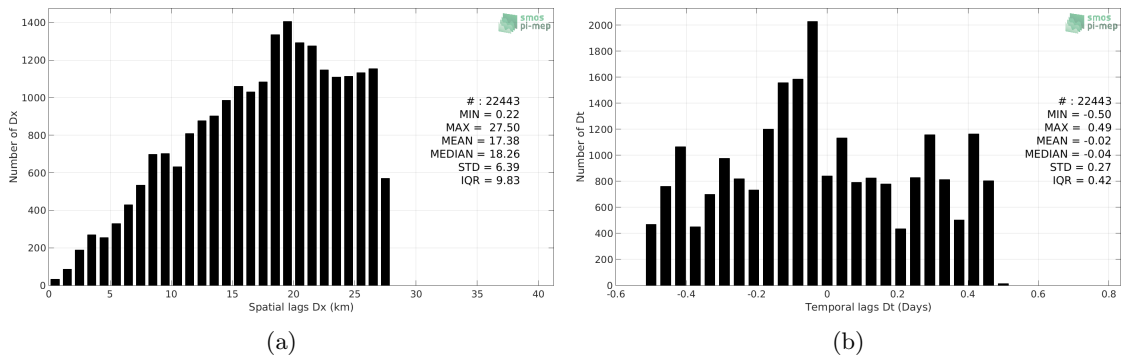 1400
1200
1000
800
600
400
200
0
Number of Dx
0 5 10 15 20 25 30 35 40
Spatial lags Dx (km)
smos
pi-mep
# : 22443
MIN = 0.22
MAX = 27.50
MEAN = 17.38
MEDIAN = 18.26
STD = 6.39
IQR = 9.83
(a)
2000
1800
1600
1400
1200
1000
800
600
400
200
0
Number of Dt
-0.6 -0.4 -0.2 0 0.2 0.4 0.6 0.8
Temporal lags Dt (Days)
smos
pi-mep
# : 22443
MIN = -0.50
MAX = 0.49
MEAN = -0.02
MEDIAN = -0.04
STD = 0.27
IQR = 0.42
(b)